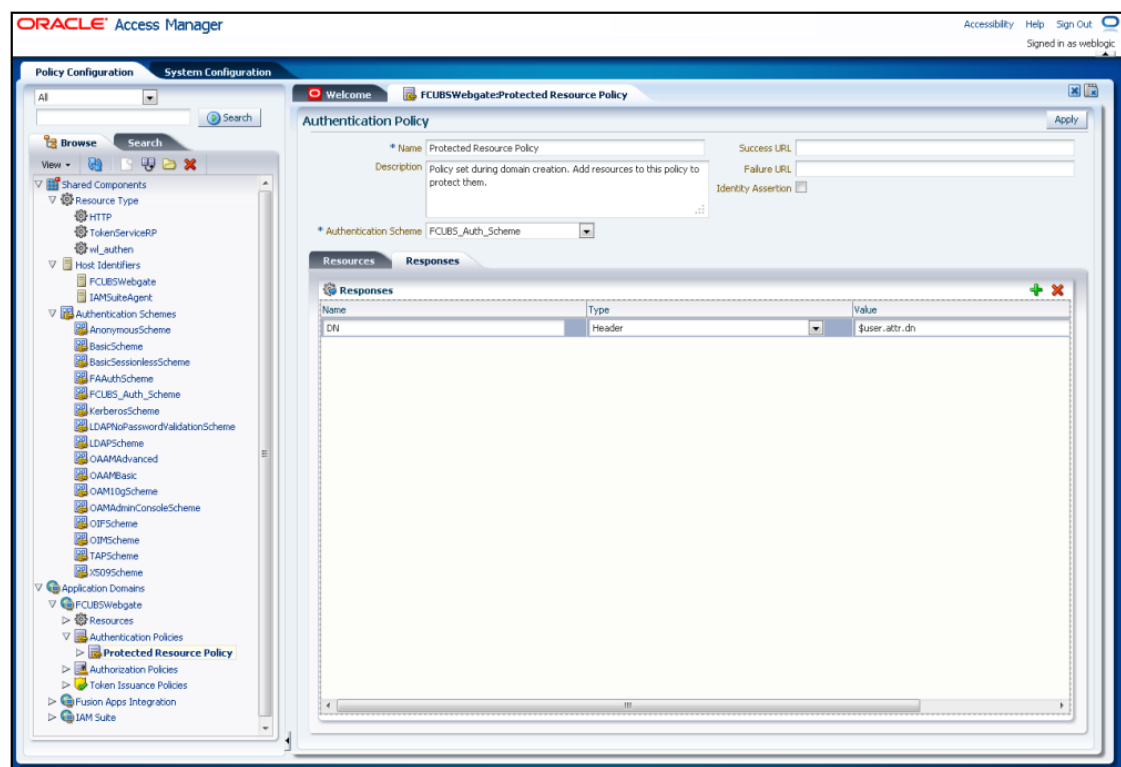 ORACLE Access Manager
Accessibility Help Sign Out
Signed in as weblogic
Policy Configuration System Configuration
All
Search
Welcome FCUBSWebgate:Protected Resource Policy
Authentication Policy Apply
* Name Protected Resource Policy Success URL
Description Policy set during domain creation. Add resources to this policy to protect them. Failure URL
Identity Assertion
* Authentication Scheme FCUBS_Auth_Scheme
Browse Search
View
Shared Components
Resource Type
HTTP
TokenServiceRP
wl_authen
Host Identifiers
FCUBSWebgate
IAMSuiteAgent
Authentication Schemes
AnonymousScheme
BasicScheme
BasicSessionlessScheme
FAAuthScheme
FCUBS_Auth_Scheme
KerberosScheme
LDAPNoPasswordValidationScheme
LDAPScheme
OAAMAdvanced
OAAMBasic
OAM10gScheme
OAMAdminConsoleScheme
OIFScheme
OIMScheme
TAPScheme
X509Scheme
Application Domains
FCUBSWebgate
Resources
Authentication Policies
Protected Resource Policy
Authorization Policies
Token Issuance Policies
Fusion Apps Integration
IAM Suite
Resources Responses
Responses
Name Type Value
DN Header $user.attr.dn